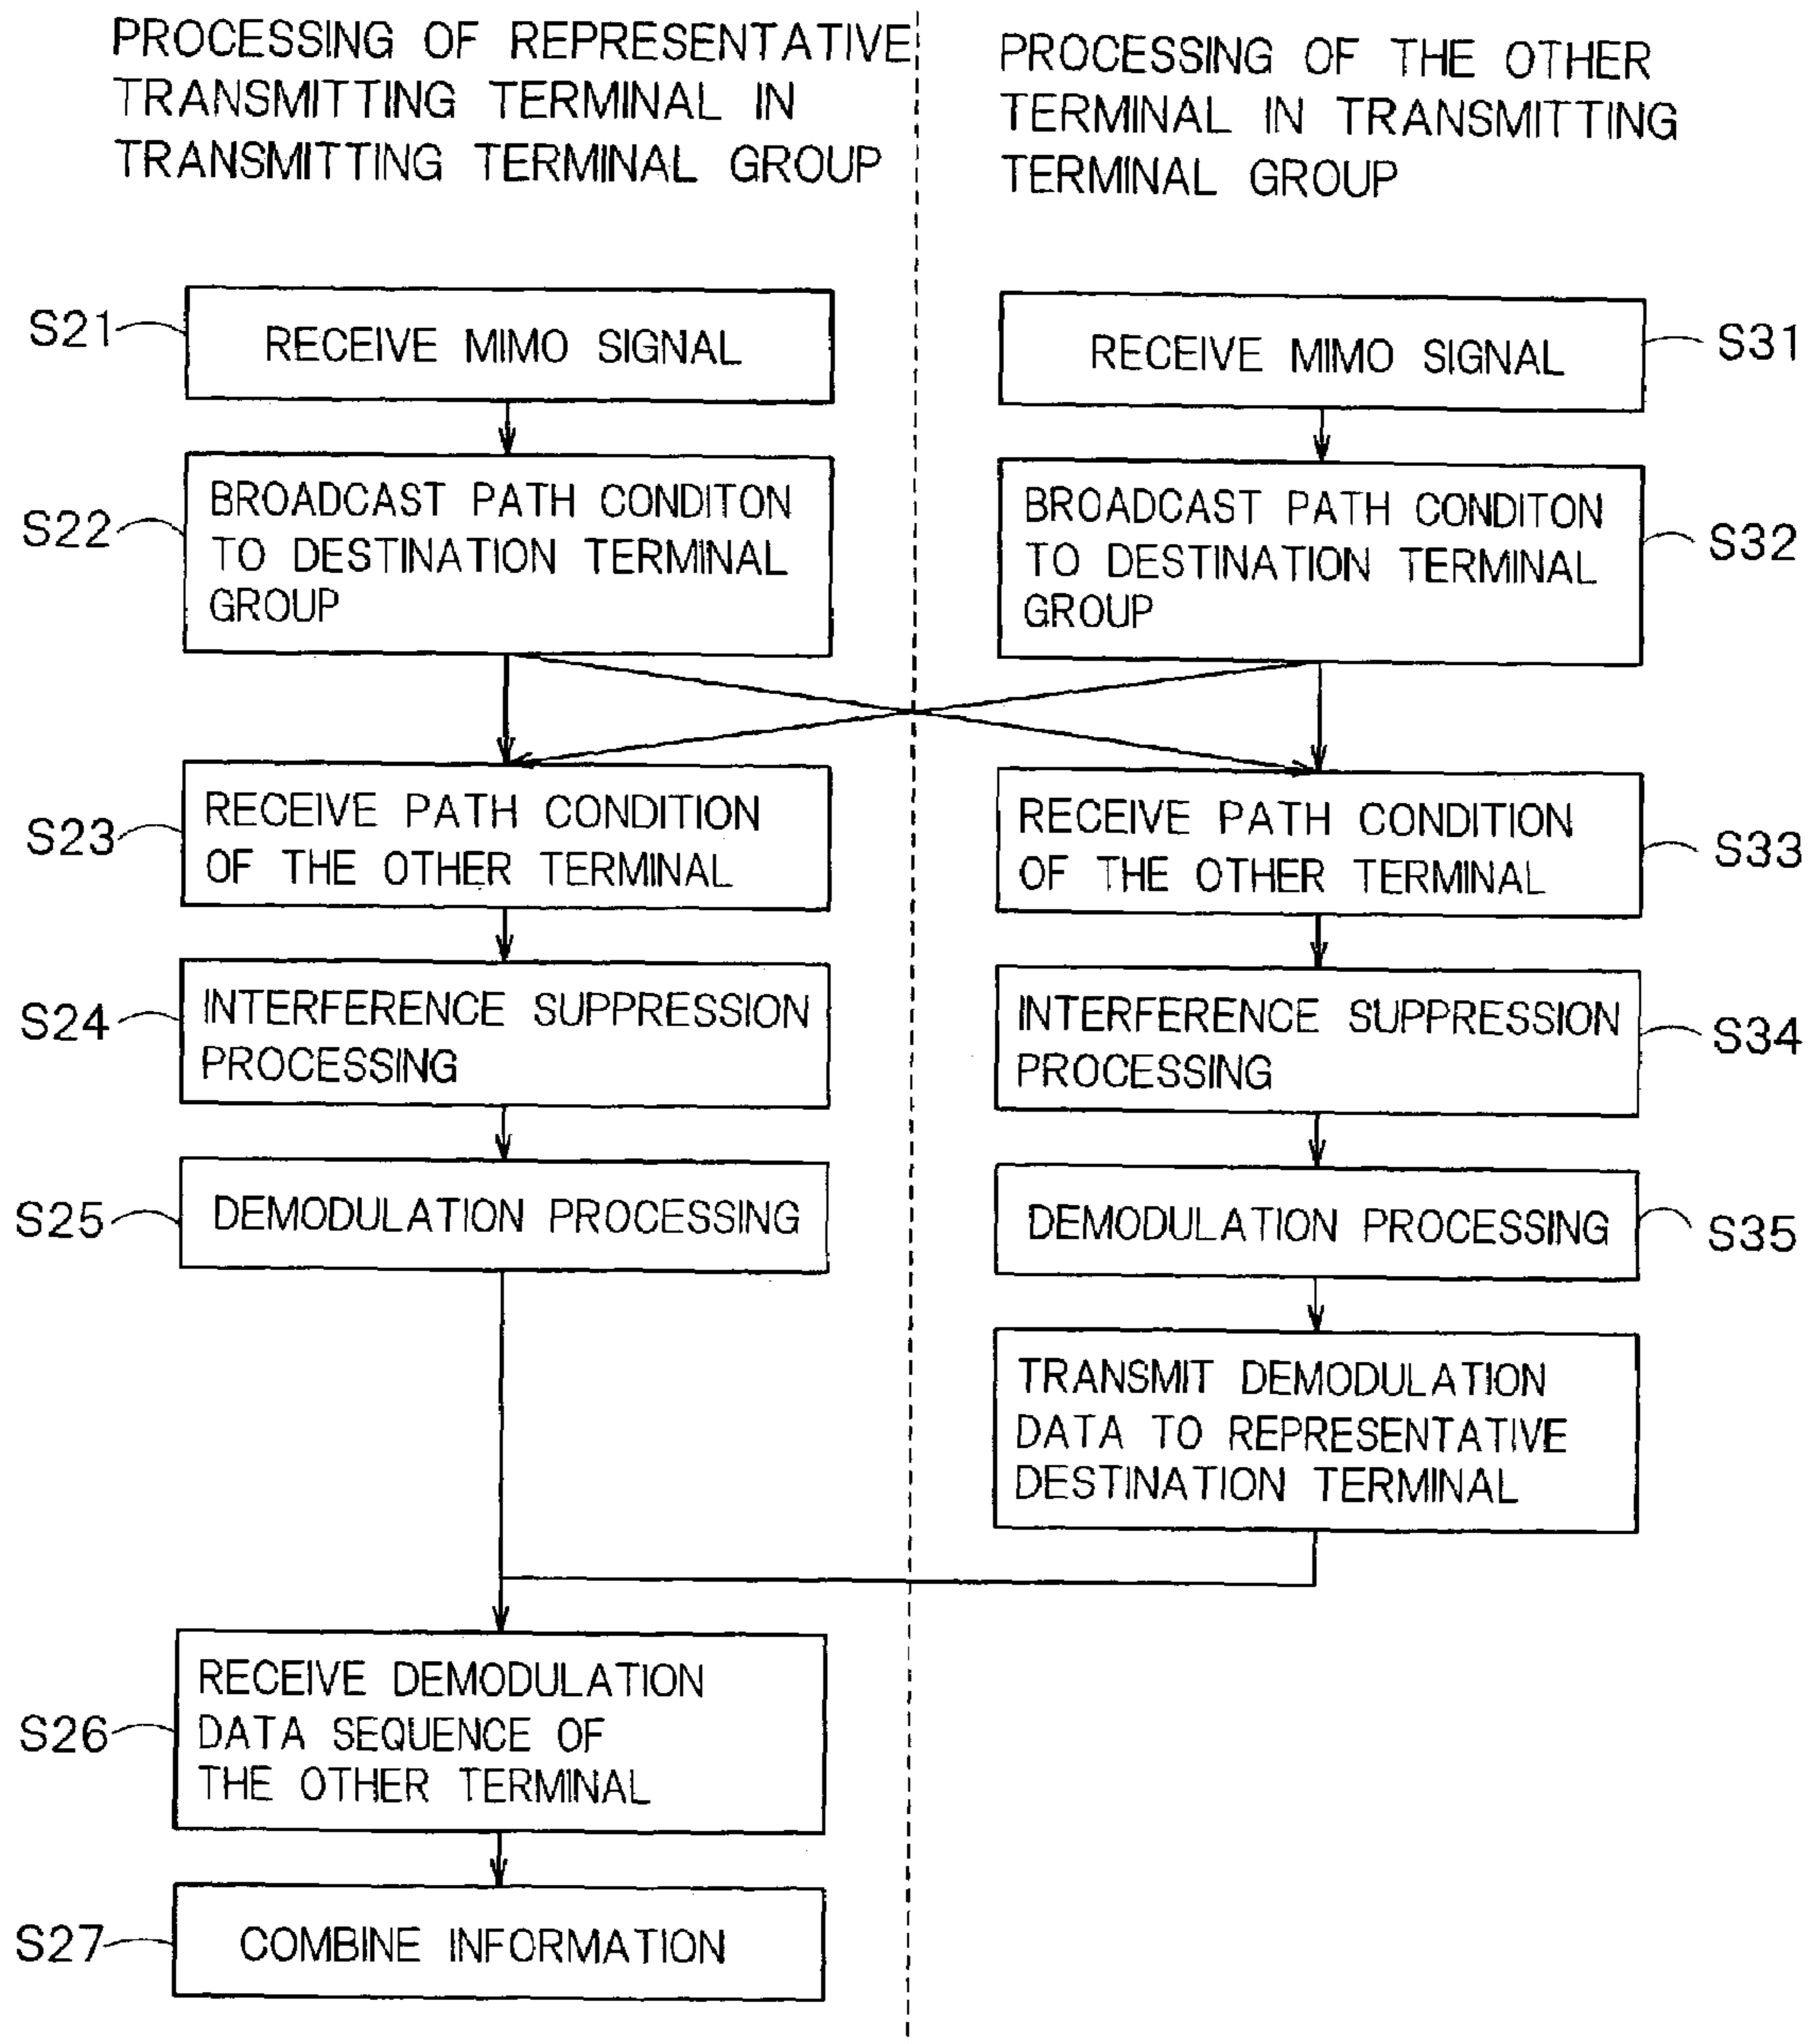 PROCESSING OF REPRESENTATIVE
TRANSMITTING TERMINAL IN
TRANSMITTING TERMINAL GROUP
PROCESSING OF THE OTHER
TERMINAL IN TRANSMITTING
TERMINAL GROUP
S21
RECEIVE MIMO SIGNAL
RECEIVE MIMO SIGNAL
S31
S22
BROADCAST PATH CONDITON
TO DESTINATION TERMINAL
GROUP
BROADCAST PATH CONDITON
TO DESTINATION TERMINAL
GROUP
S32
S23
RECEIVE PATH CONDITION
OF THE OTHER TERMINAL
RECEIVE PATH CONDITION
OF THE OTHER TERMINAL
S33
S24
INTERFERENCE SUPPRESSION
PROCESSING
INTERFERENCE SUPPRESSION
PROCESSING
S34
S25
DEMODULATION PROCESSING
DEMODULATION PROCESSING
S35
TRANSMIT DEMODULATION
DATA TO REPRESENTATIVE
DESTINATION TERMINAL
S26
RECEIVE DEMODULATION
DATA SEQUENCE OF
THE OTHER TERMINAL
S27
COMBINE INFORMATION